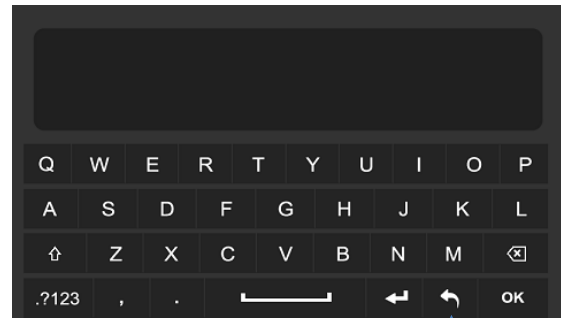 Q W E R T Y U I O P
A S D F G H J K L
Z X C V B N M
.?123 , . OK